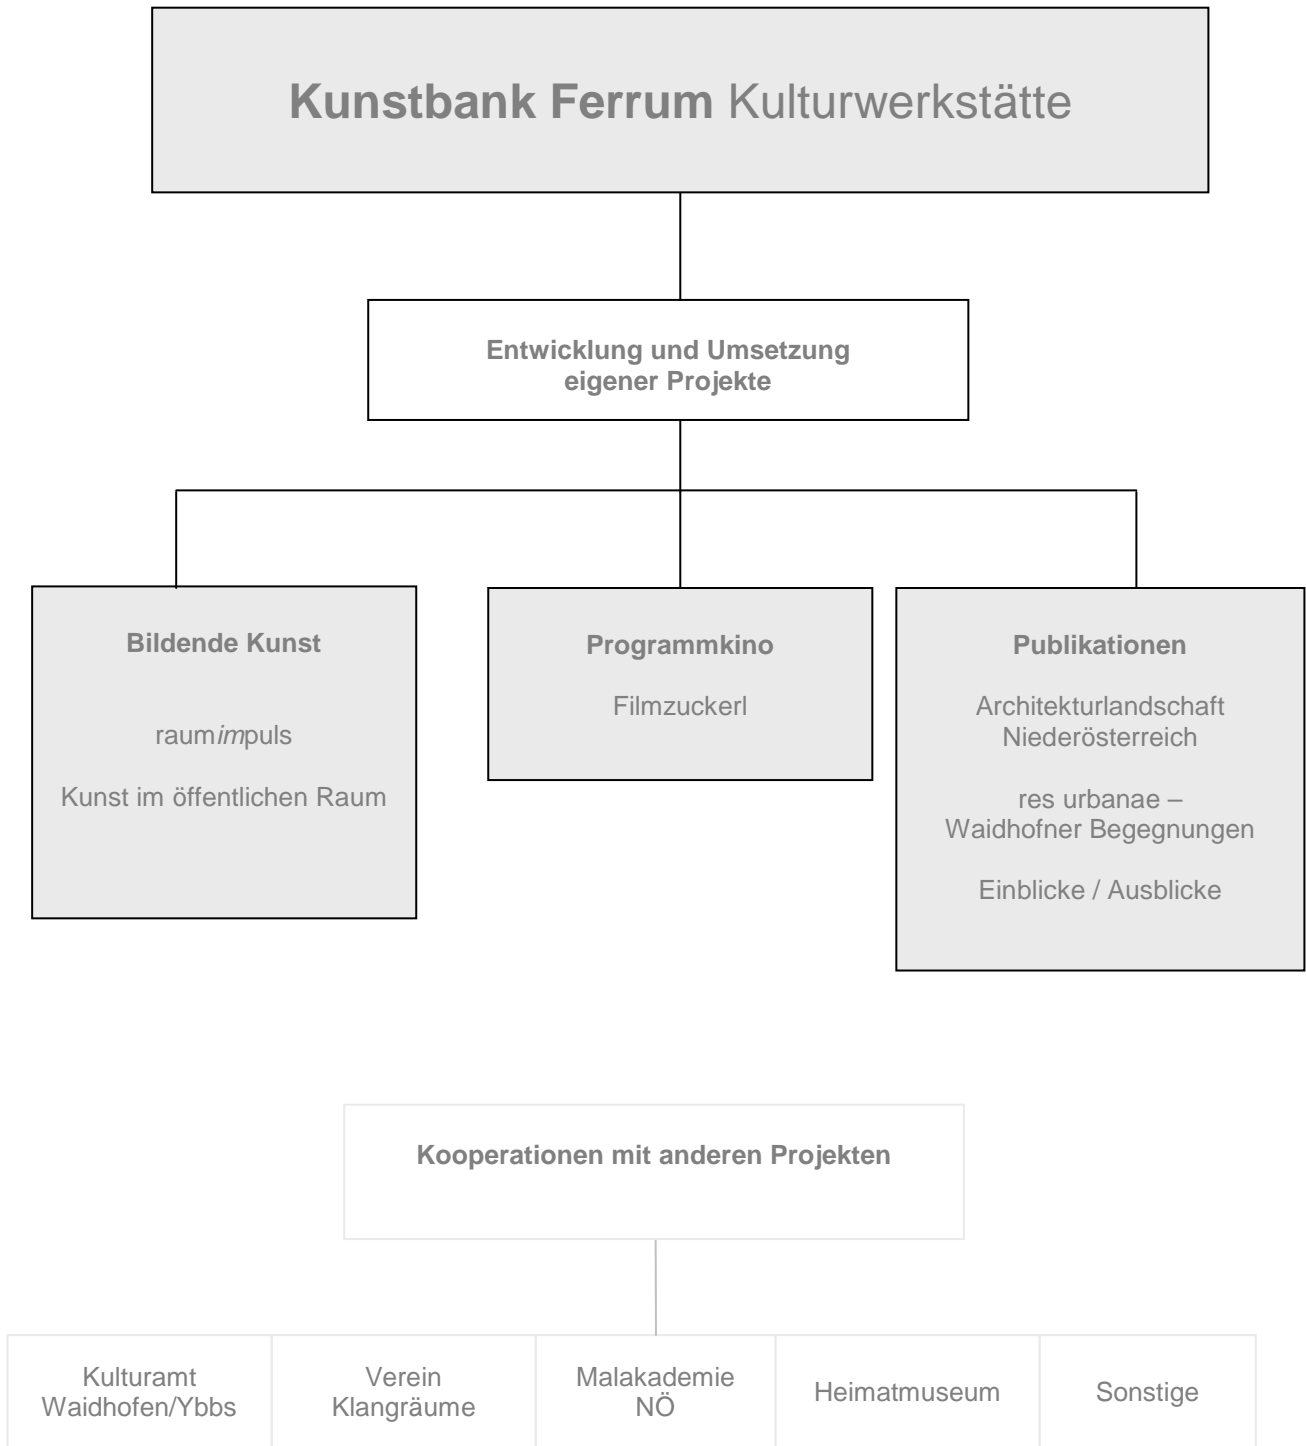 Kunstbank Ferrum Kulturwerkstätte
Entwicklung und Umsetzung
eigener Projekte
Bildende Kunst
raumimpuls
Kunst im öffentlichen Raum
Programmkino
Filmzuckerl
Publikationen
Architekturlandschaft
Niederösterreich
res urbanae –
Waidhofner Begegnungen
Einblicke / Ausblicke
Kooperationen mit anderen Projekten
Kulturamt
Waidhofen/Ybbs
Verein
Klangräume
Malakademie
NÖ
Heimatmuseum
Sonstige